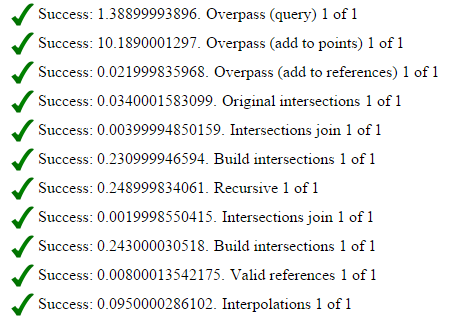 Success: 1.38899993896. Overpass (query) 1 of 1
Success: 10.1890001297. Overpass (add to points) 1 of 1
Success: 0.021999835968. Overpass (add to references) 1 of 1
Success: 0.0340001583099. Original intersections 1 of 1
Success: 0.00399994850159. Intersections join 1 of 1
Success: 0.230999946594. Build intersections 1 of 1
Success: 0.248999834061. Recursive 1 of 1
Success: 0.0019998550415. Intersections join 1 of 1
Success: 0.243000030518. Build intersections 1 of 1
Success: 0.00800013542175. Valid references 1 of 1
Success: 0.0950000286102. Interpolations 1 of 1